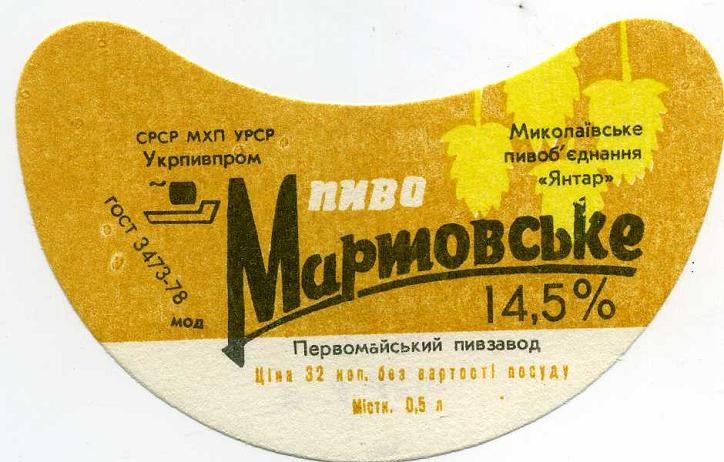 СРСР МХП УРСР
Укрпивпром
Миколаївське
пивоб'єднання
«Янтар»
ГОСТ 3473-78
мод
пиво
Мартовське
14,5%
Первомайський пивзавод
Ціна 32 коп. без вартості посуду
Містк. 0,5 л